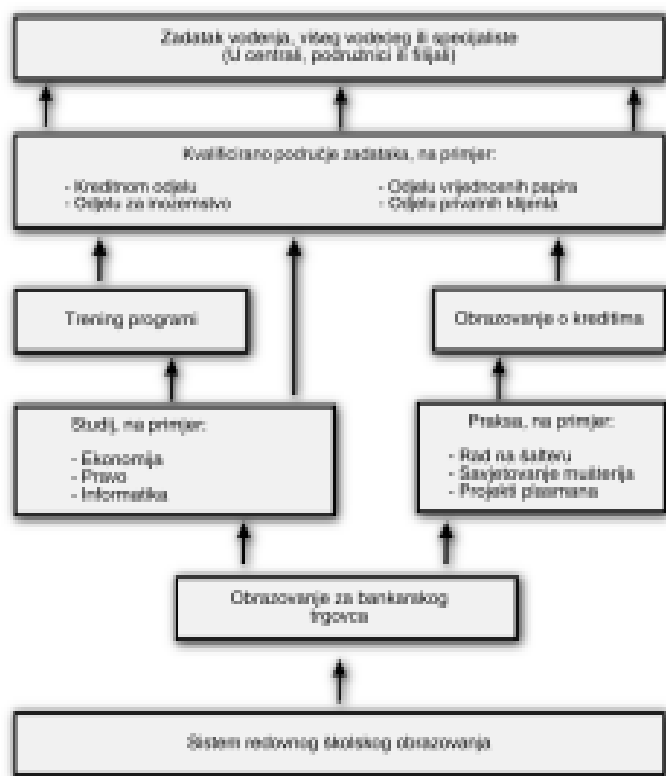 Zadatak vođenja, višeg vodećeg ili specijaliste
(U centrali, podružnici ili filijali)
Kvalificirano područje zadataka, na primjer:
- Kreditnom odjelu
- Odjelu za inozemstvo
- Odjelu vrijednosnih papira
- Odjelu privatnih klijenta
Trening programi
Obrazovanje o kreditima
Studij, na primjer:
- Ekonomija
- Pravo
- Informatika
Praksa, na primjer:
- Rad na šalteru
- Savjetovanje mušterija
- Projekti plasmana
Obrazovanje za bankarskog
trgovca
Sistem redovnog školskog obrazovanja